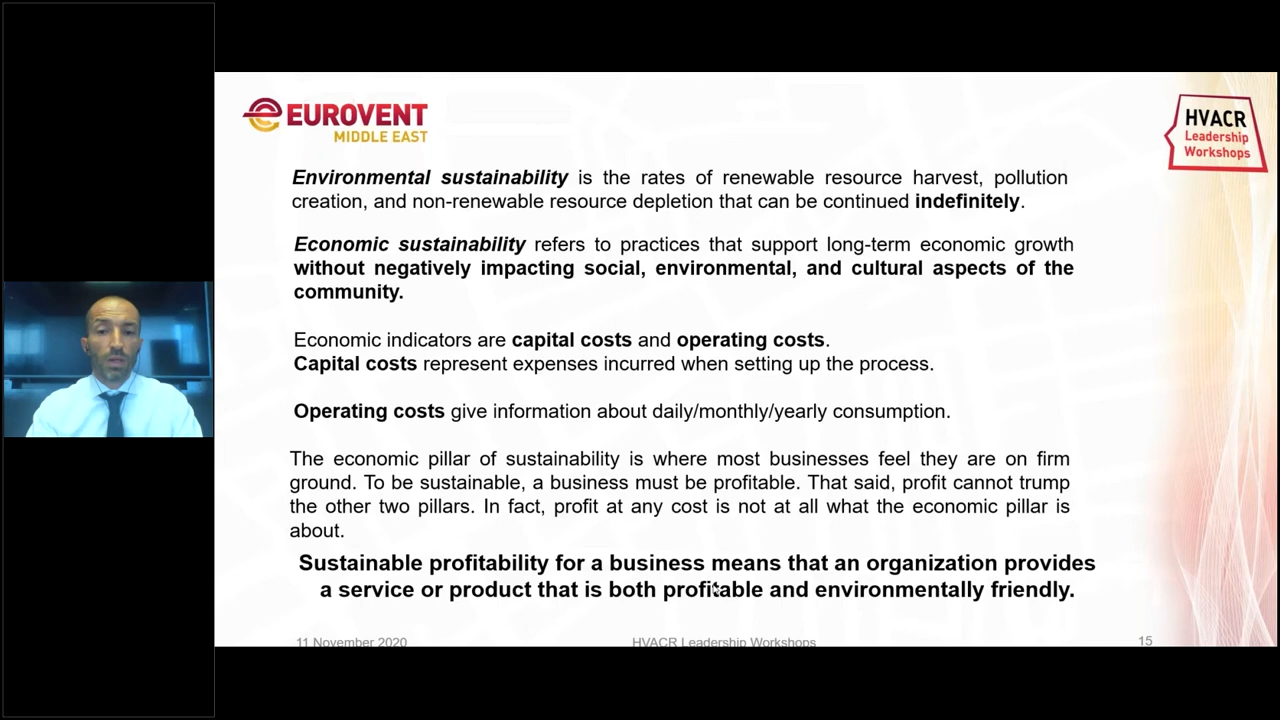 EUROVENT
MIDDLE EAST
HVACR
Leadership
Workshops
Environmental sustainability is the rates of renewable resource harvest, pollution
creation, and non-renewable resource depletion that can be continued indefinitely.
Economic sustainability refers to practices that support long-term economic growth
without negatively impacting social, environmental, and cultural aspects of the
community.
Economic indicators are capital costs and operating costs.
Capital costs represent expenses incurred when setting up the process.
Operating costs give information about daily/monthly/yearly consumption.
The economic pillar of sustainability is where most businesses feel they are on firm
ground. To be sustainable, a business must be profitable. That said, profit cannot trump
the other two pillars. In fact, profit at any cost is not at all what the economic pillar is
about.
Sustainable profitability for a business means that an organization provides
a service or product that is both profitable and environmentally friendly.
11 November 2020
HVACR Leadership Workshops
15